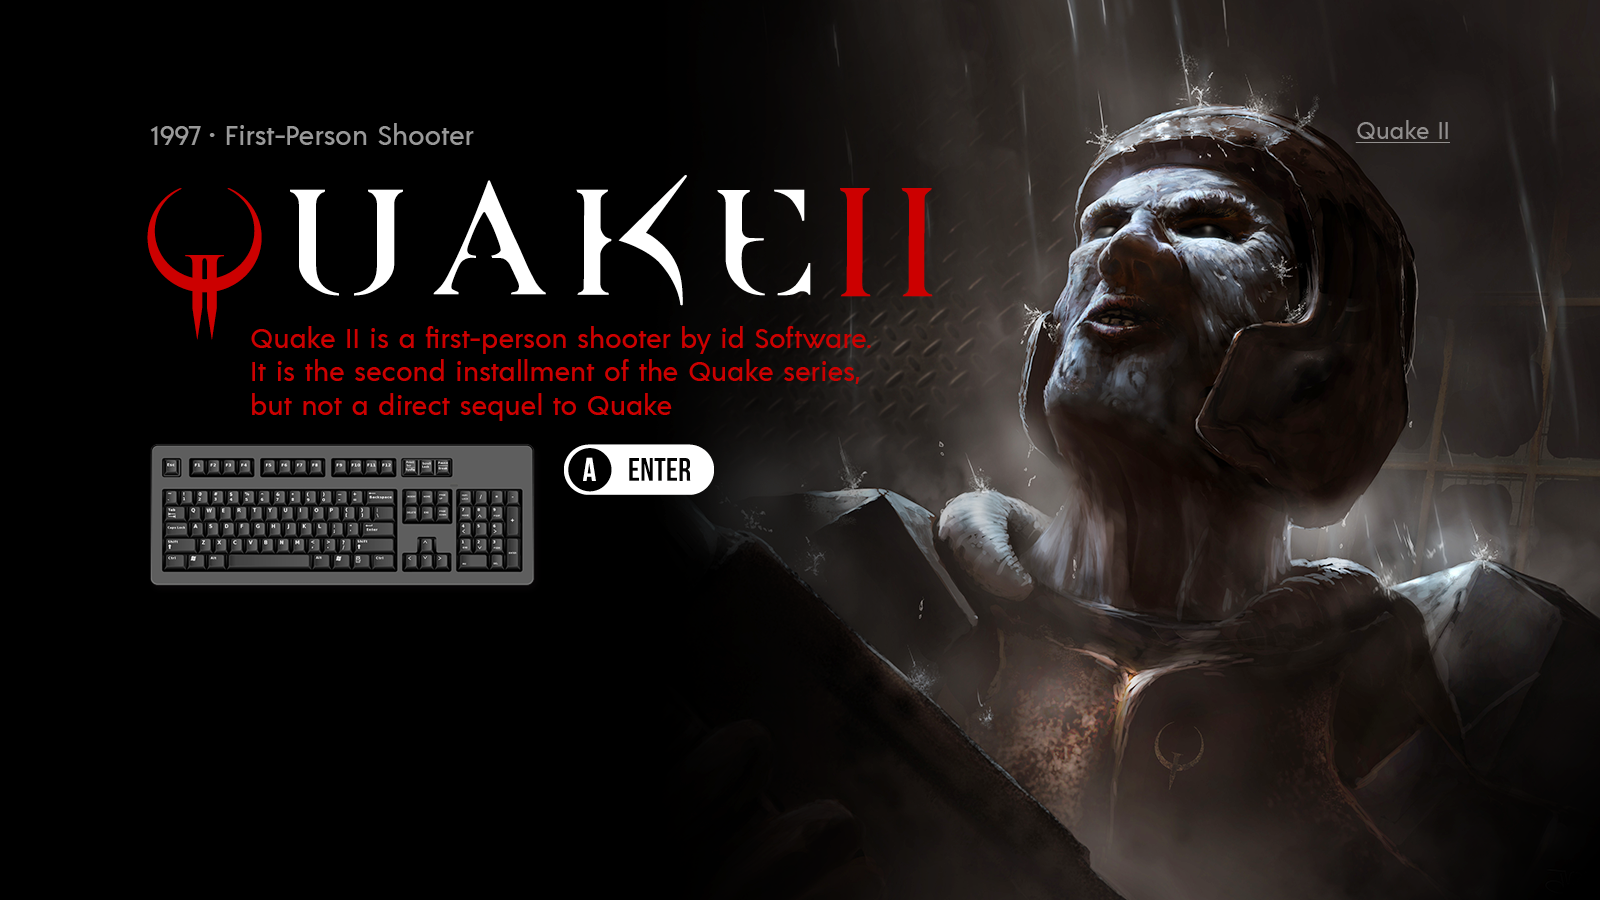 1997 · First-Person Shooter
Quake II
QUAKE II
Quake II is a first-person shooter by id Software.
It is the second installment of the Quake series,
but not a direct sequel to Quake
A ENTER